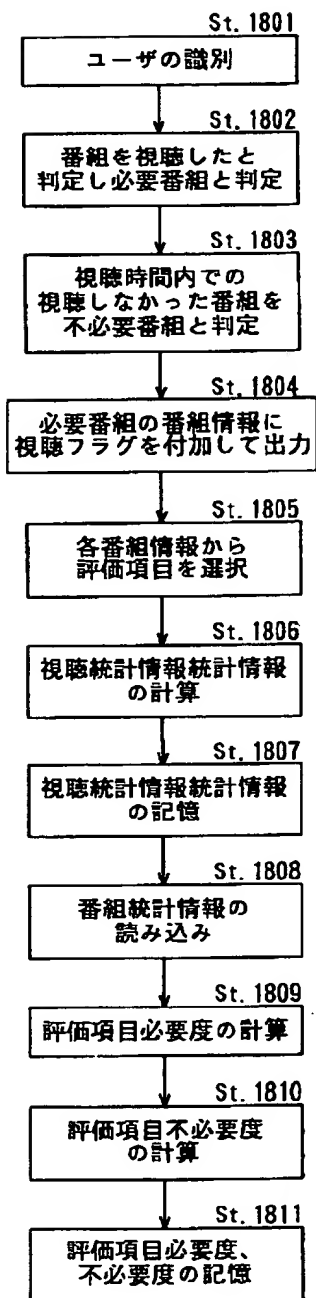 St. 1801
ユーザの識別
St. 1802
番組を視聴したと
判定し必要番組と判定
St. 1803
視聴時間内での
視聴しなかった番組を
不必要番組と判定
St. 1804
必要番組の番組情報に
視聴フラグを付加して出力
St. 1805
各番組情報から
評価項目を選択
St. 1806
視聴統計情報統計情報
の計算
St. 1807
視聴統計情報統計情報
の記憶
St. 1808
番組統計情報の
読み込み
St. 1809
評価項目必要度の計算
St. 1810
評価項目不必要度
の計算
St. 1811
評価項目必要度、
不必要度の記憶